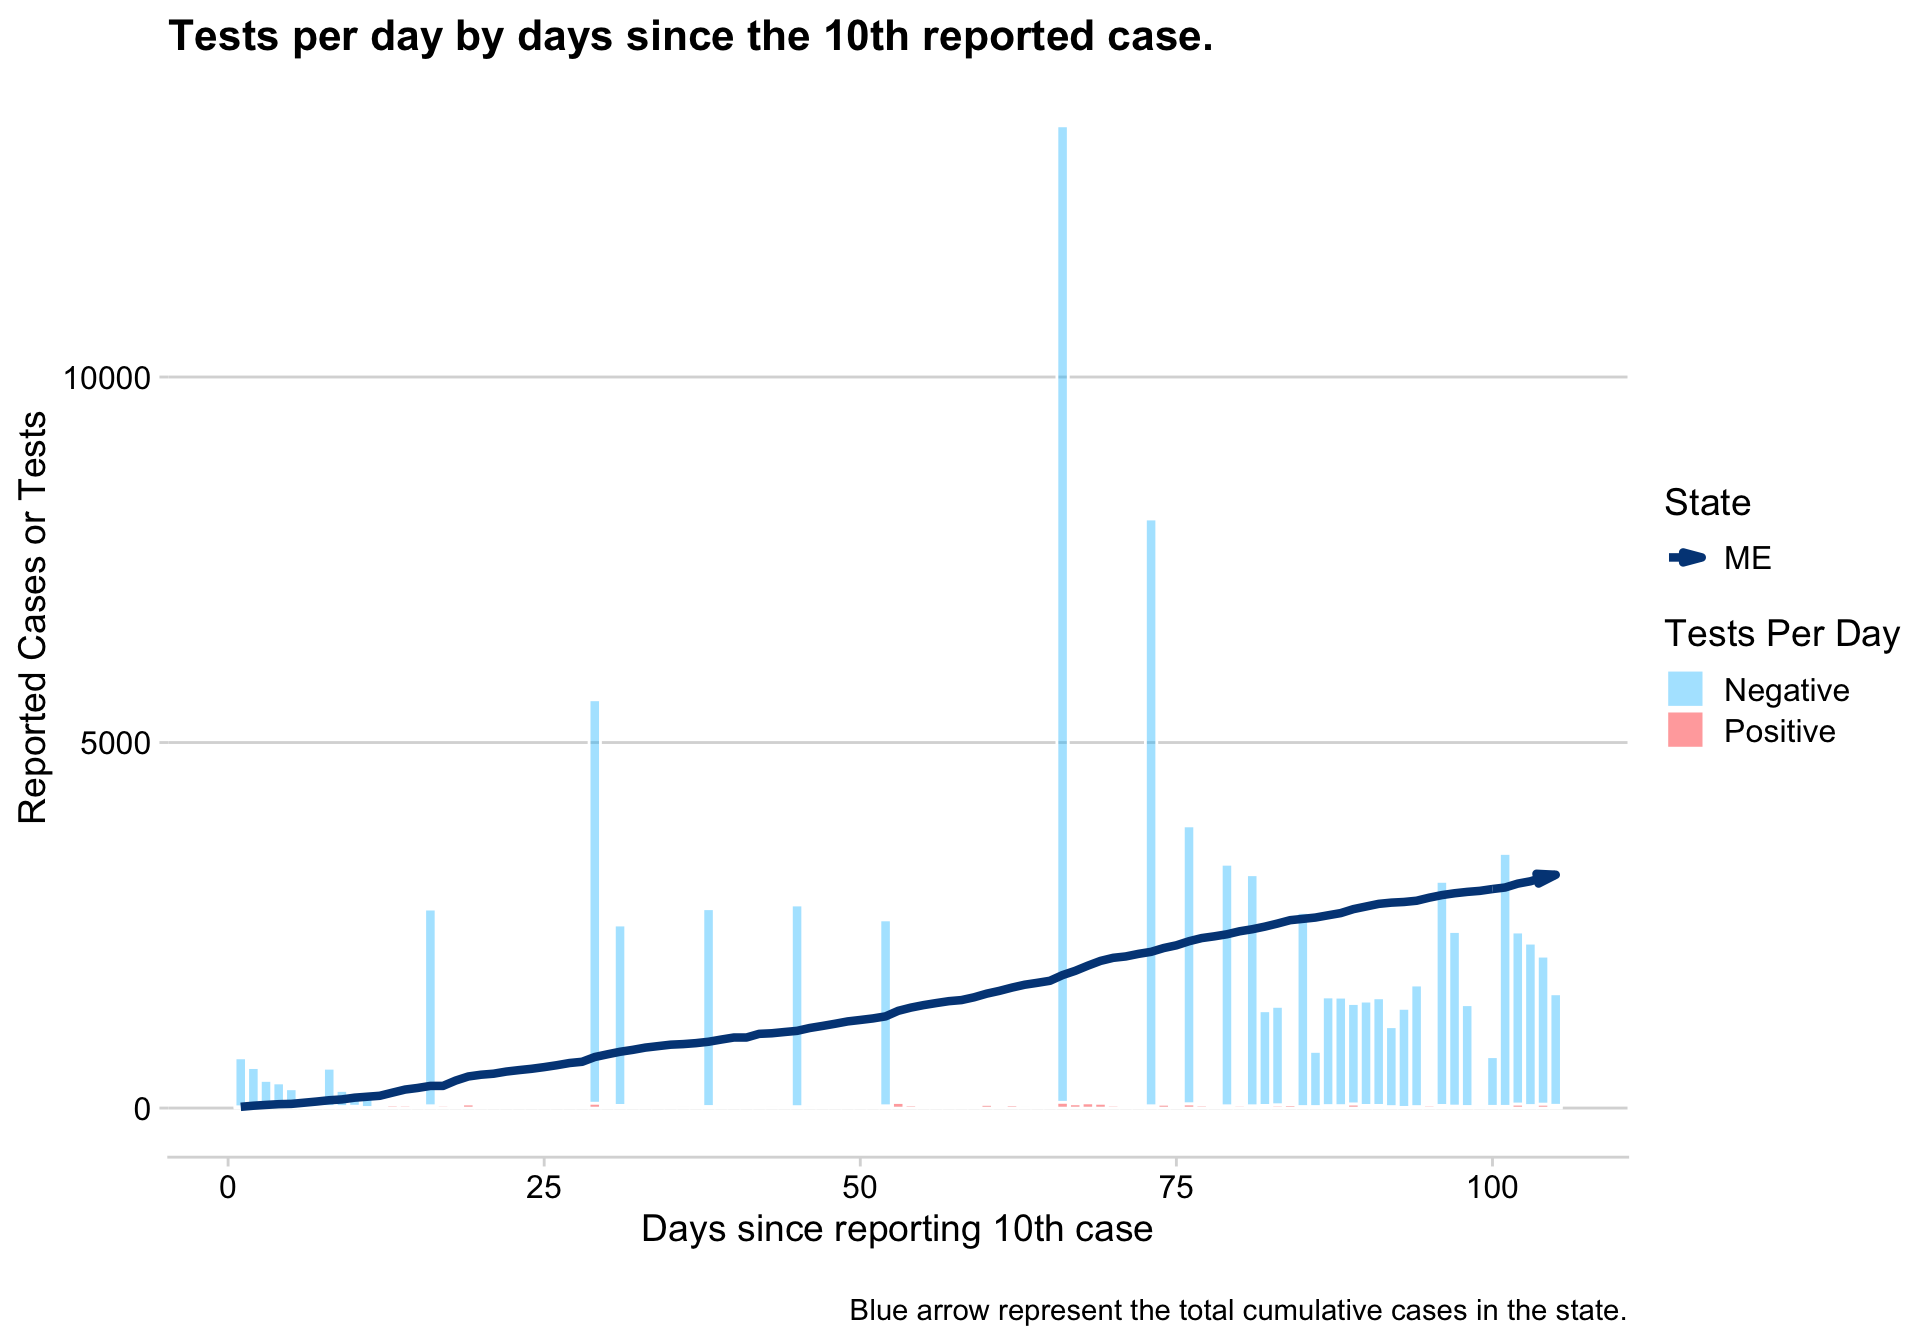 Tests per day by days since the 10th reported case.
10000
5000
0
Reported Cases or Tests
0 25 50 75 100
Days since reporting 10th case
State
ME
Tests Per Day
Negative
Positive
Blue arrow represent the total cumulative cases in the state.